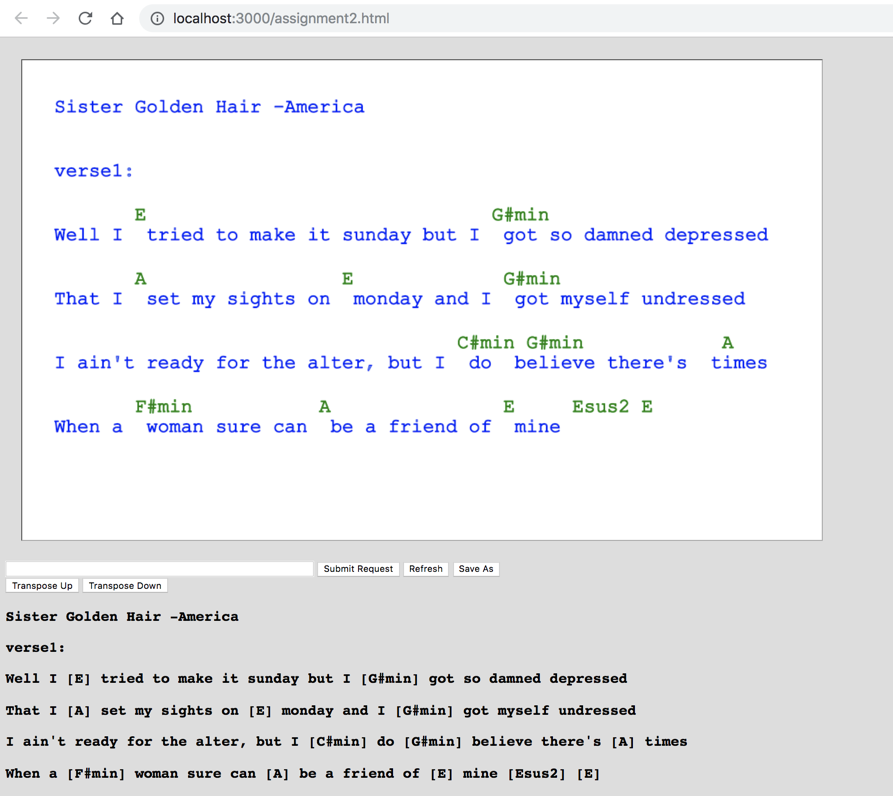 localhost:3000/assignment2.html
Sister Golden Hair -America
verse1:
E G#min
Well I tried to make it sunday but I got so damned depressed
A E G#min
That I set my sights on monday and I got myself undressed
C#min G#min A
I ain't ready for the alter, but I do believe there's times
F#min A E Esus2 E
When a woman sure can be a friend of mine
Submit Request Refresh Save As
Transpose Up Transpose Down
Sister Golden Hair -America
verse1:
Well I [E] tried to make it sunday but I [G#min] got so damned depressed
That I [A] set my sights on [E] monday and I [G#min] got myself undressed
I ain't ready for the alter, but I [C#min] do [G#min] believe there's [A] times
When a [F#min] woman sure can [A] be a friend of [E] mine [Esus2] [E]